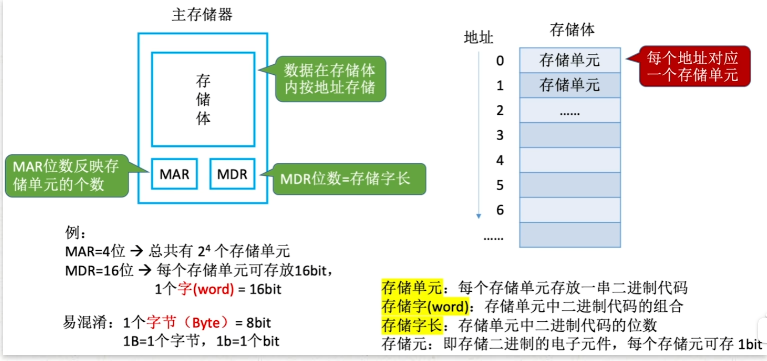 主存储器
存
储
体
数据在存储体
内按地址存储
MAR
MDR
MAR位数反映存
储单元的个数
MDR位数=存储字长
例：
MAR=4位 → 总共有 2⁴ 个存储单元
MDR=16位 → 每个存储单元可存放16bit，
1个字(word) = 16bit
易混淆：1个字节（Byte）= 8bit
1B=1个字节，1b=1个bit
地址
存储体
0
存储单元
1
存储单元
2
……
3
4
5
6
……
每个地址对应
一个存储单元
存储单元：每个存储单元存放一串二进制代码
存储字(word)：存储单元中二进制代码的组合
存储字长：存储单元中二进制代码的位数
存储元：即存储二进制的电子元件，每个存储元可存 1bit